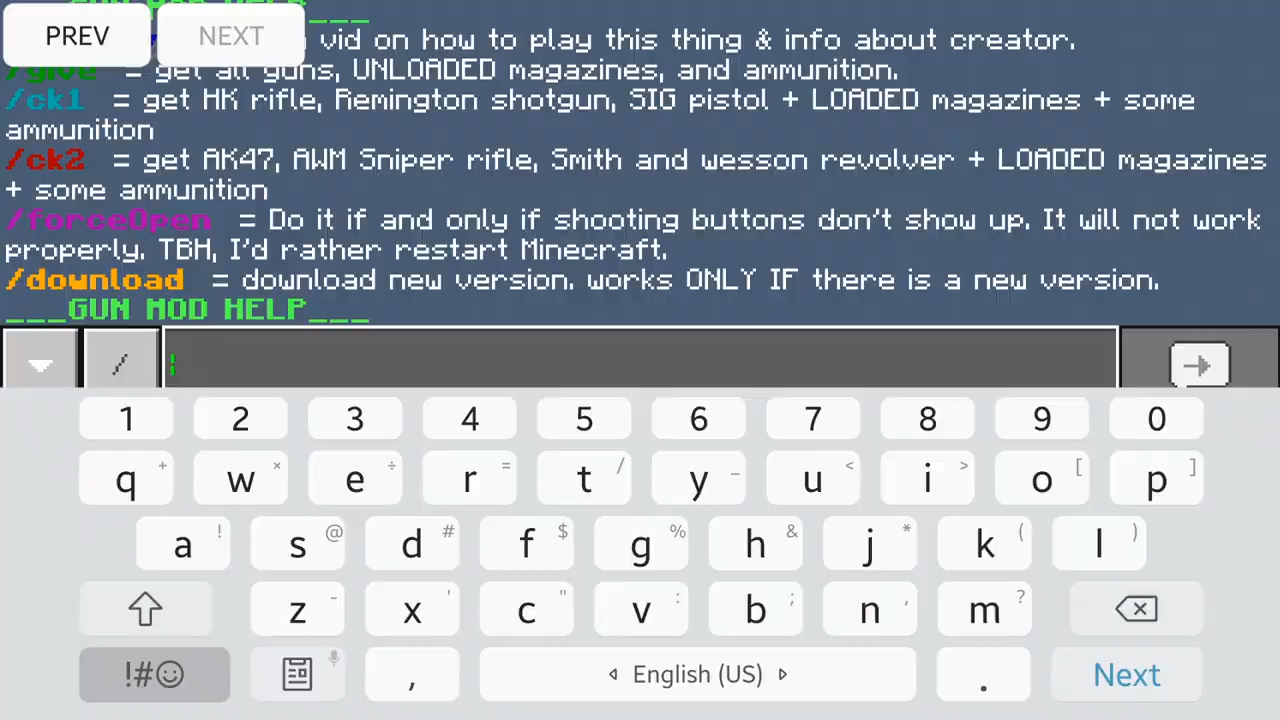 GUN MOD HELP___
PREV
NEXT
vid on how to play this thing & info about creator.
/give = get all guns, UNLOADED magazines, and ammunition.
/ck1 = get HK rifle, Remington shotgun, SIG pistol + LOADED magazines + some
ammunition
/ck2 = get AK47, AWM Sniper rifle, Smith and wesson revolver + LOADED magazines
+ some ammunition
/forceOpen = Do it if and only if shooting buttons don't show up. It will not work
properly. TBH, I'd rather restart Minecraft.
/download = download new version. works ONLY IF there is a new version.
___GUN MOD HELP___
/
1 2 3 4 5 6 7 8 9 0
q + w × e ÷ r = t / y _ u < i > o [ p ]
a ! s @ d # f $ g % h & j * k ( l )
z - x ' c " v : b ; n , m ?
!#☺ , English (US) . Next